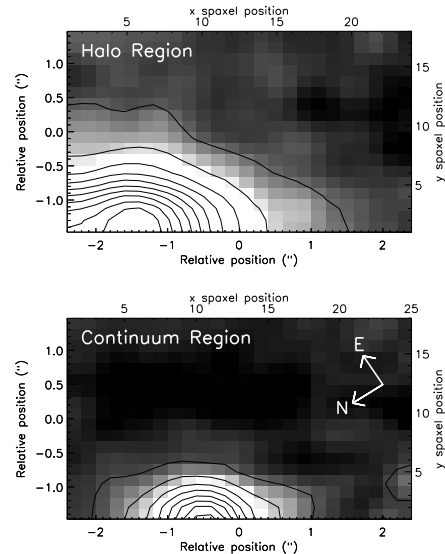 x spaxel position
5 10 15 20
Halo Region
1.0
0.5
0.0
-0.5
-1.0
Relative position (")
15
10
5
y spaxel position
-2 -1 0 1 2
Relative position (")
x spaxel position
5 10 15 20 25
Continuum Region
E
N
1.0
0.5
0.0
-0.5
-1.0
Relative position (")
15
10
5
y spaxel position
-2 -1 0 1 2
Relative position (")